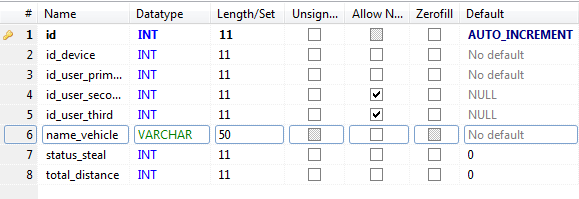 # Name Datatype Length/Set Unsign... Allow N... Zerofill Default
1 id INT 11 AUTO_INCREMENT
2 id_device INT 11 No default
3 id_user_prim... INT 11 No default
4 id_user_seco... INT 11 NULL
5 id_user_third INT 11 NULL
6 name_vehicle VARCHAR 50 No default
7 status_steal INT 11 0
8 total_distance INT 11 0